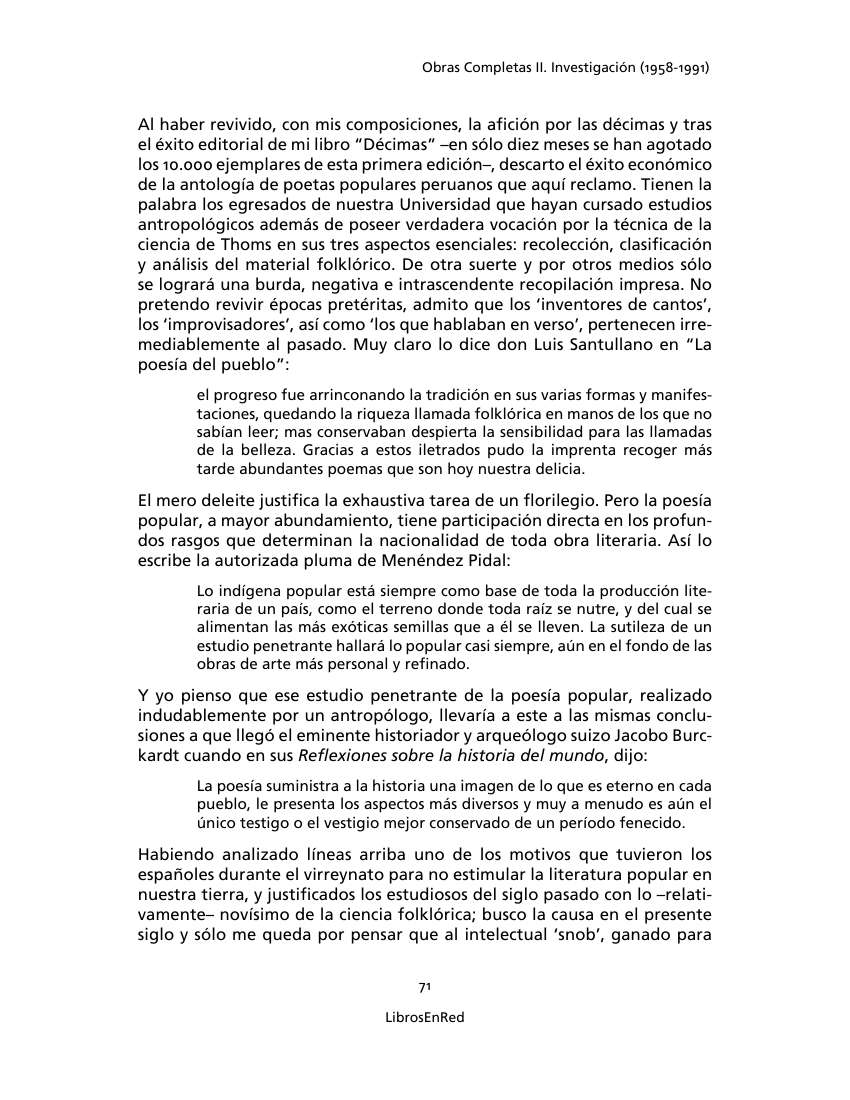 Obras Completas II. Investigación (1958-1991)
Al haber revivido, con mis composiciones, la afición por las décimas y tras
el éxito editorial de mi libro “Décimas” –en sólo diez meses se han agotado
los 10.000 ejemplares de esta primera edición–, descarto el éxito económico
de la antología de poetas populares peruanos que aquí reclamo. Tienen la
palabra los egresados de nuestra Universidad que hayan cursado estudios
antropológicos además de poseer verdadera vocación por la técnica de la
ciencia de Thoms en sus tres aspectos esenciales: recolección, clasificación
y análisis del material folklórico. De otra suerte y por otros medios sólo
se logrará una burda, negativa e intrascendente recopilación impresa. No
pretendo revivir épocas pretéritas, admito que los ‘inventores de cantos’,
los ‘improvisadores’, así como ‘los que hablaban en verso’, pertenecen irre-
mediablemente al pasado. Muy claro lo dice don Luis Santullano en “La
poesía del pueblo”:
el progreso fue arrinconando la tradición en sus varias formas y manifes-
taciones, quedando la riqueza llamada folklórica en manos de los que no
sabían leer; mas conservaban despierta la sensibilidad para las llamadas
de la belleza. Gracias a estos iletrados pudo la imprenta recoger más
tarde abundantes poemas que son hoy nuestra delicia.
El mero deleite justifica la exhaustiva tarea de un florilegio. Pero la poesía
popular, a mayor abundamiento, tiene participación directa en los profun-
dos rasgos que determinan la nacionalidad de toda obra literaria. Así lo
escribe la autorizada pluma de Menéndez Pidal:
Lo indígena popular está siempre como base de toda la producción lite-
raria de un país, como el terreno donde toda raíz se nutre, y del cual se
alimentan las más exóticas semillas que a él se lleven. La sutileza de un
estudio penetrante hallará lo popular casi siempre, aún en el fondo de las
obras de arte más personal y refinado.
Y yo pienso que ese estudio penetrante de la poesía popular, realizado
indudablemente por un antropólogo, llevaría a este a las mismas conclu-
siones a que llegó el eminente historiador y arqueólogo suizo Jacobo Burc-
kardt cuando en sus Reflexiones sobre la historia del mundo, dijo:
La poesía suministra a la historia una imagen de lo que es eterno en cada
pueblo, le presenta los aspectos más diversos y muy a menudo es aún el
único testigo o el vestigio mejor conservado de un período fenecido.
Habiendo analizado líneas arriba uno de los motivos que tuvieron los
españoles durante el virreynato para no estimular la literatura popular en
nuestra tierra, y justificados los estudiosos del siglo pasado con lo –relati-
vamente– novísimo de la ciencia folklórica; busco la causa en el presente
siglo y sólo me queda por pensar que al intelectual ‘snob’, ganado para
71
LibrosEnRed